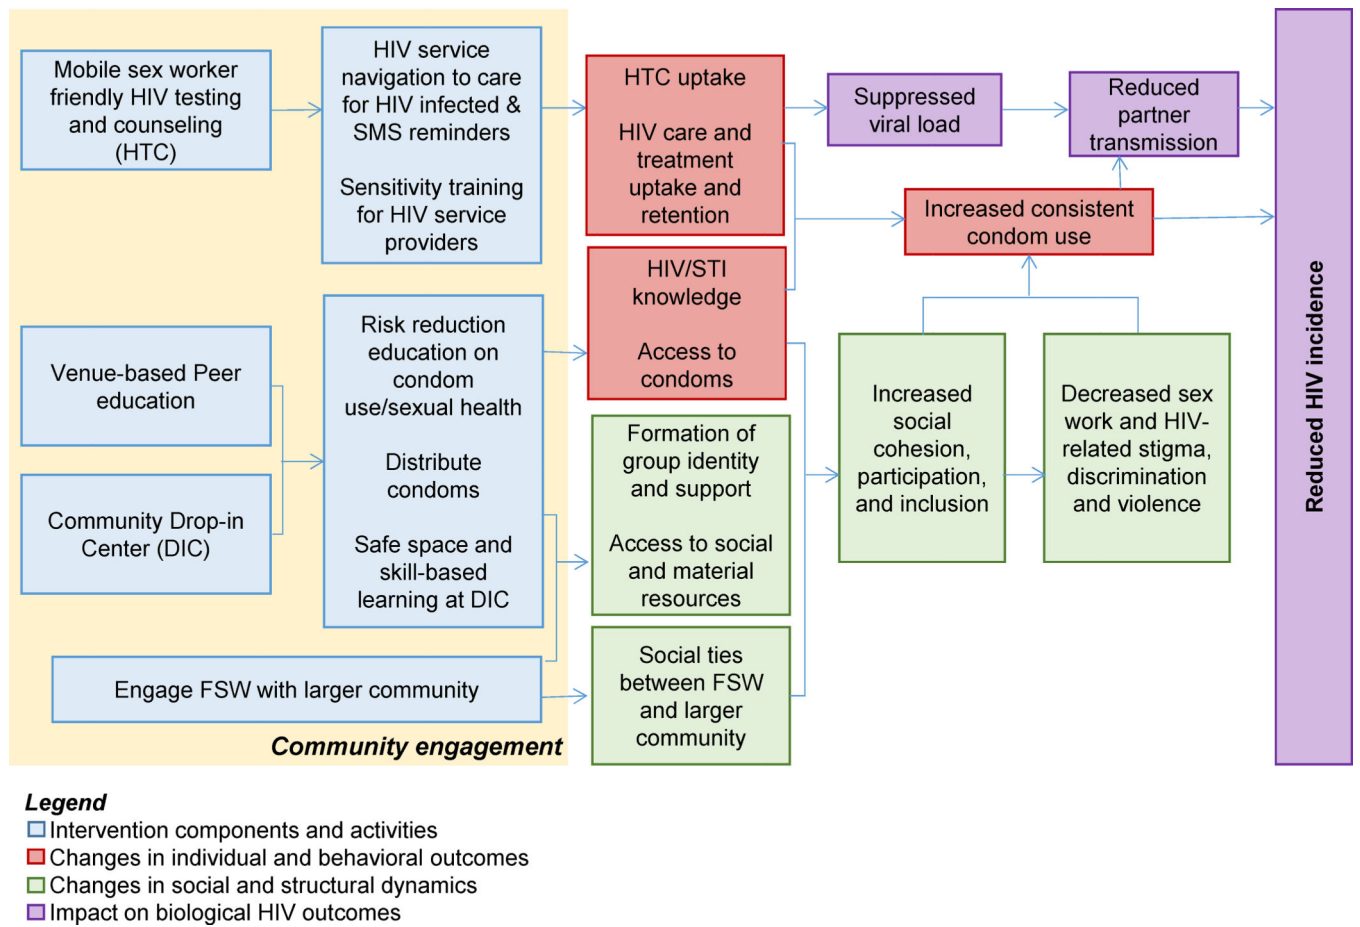 Mobile sex worker
friendly HIV testing
and counseling
(HTC)
HIV service
navigation to care
for HIV infected &
SMS reminders
Sensitivity training
for HIV service
providers
HTC uptake
HIV care and
treatment
uptake and
retention
Suppressed
viral load
Reduced
partner
transmission
Increased consistent
condom use
HIV/STI
knowledge
Access to
condoms
Venue-based Peer
education
Community Drop-in
Center (DIC)
Risk reduction
education on
condom
use/sexual health
Distribute
condoms
Safe space and
skill-based
learning at DIC
Formation of
group identity
and support
Access to social
and material
resources
Increased
social
cohesion,
participation,
and inclusion
Decreased sex
work and HIV-
related stigma,
discrimination
and violence
Engage FSW with larger community
Social ties
between FSW
and larger
community
Community engagement
Reduced HIV incidence
Legend
Intervention components and activities
Changes in individual and behavioral outcomes
Changes in social and structural dynamics
Impact on biological HIV outcomes